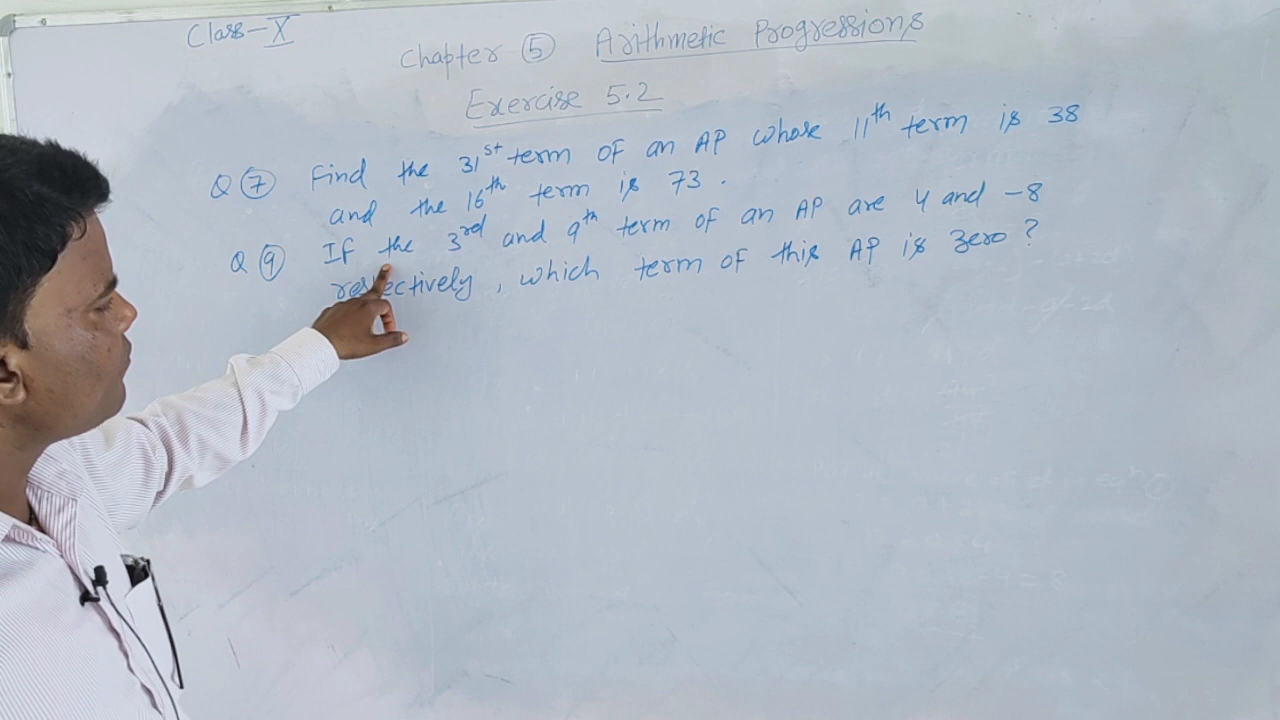 Class-X
Chapter 5 Arithmetic Progressions
Exercise 5.2
Q 7 Find the 31st term of an AP whose 11th term is 38
and the 16th term is 73.
Q 9 If the 3rd and 9th term of an AP are 4 and -8
respectively, which term of this AP is zero?